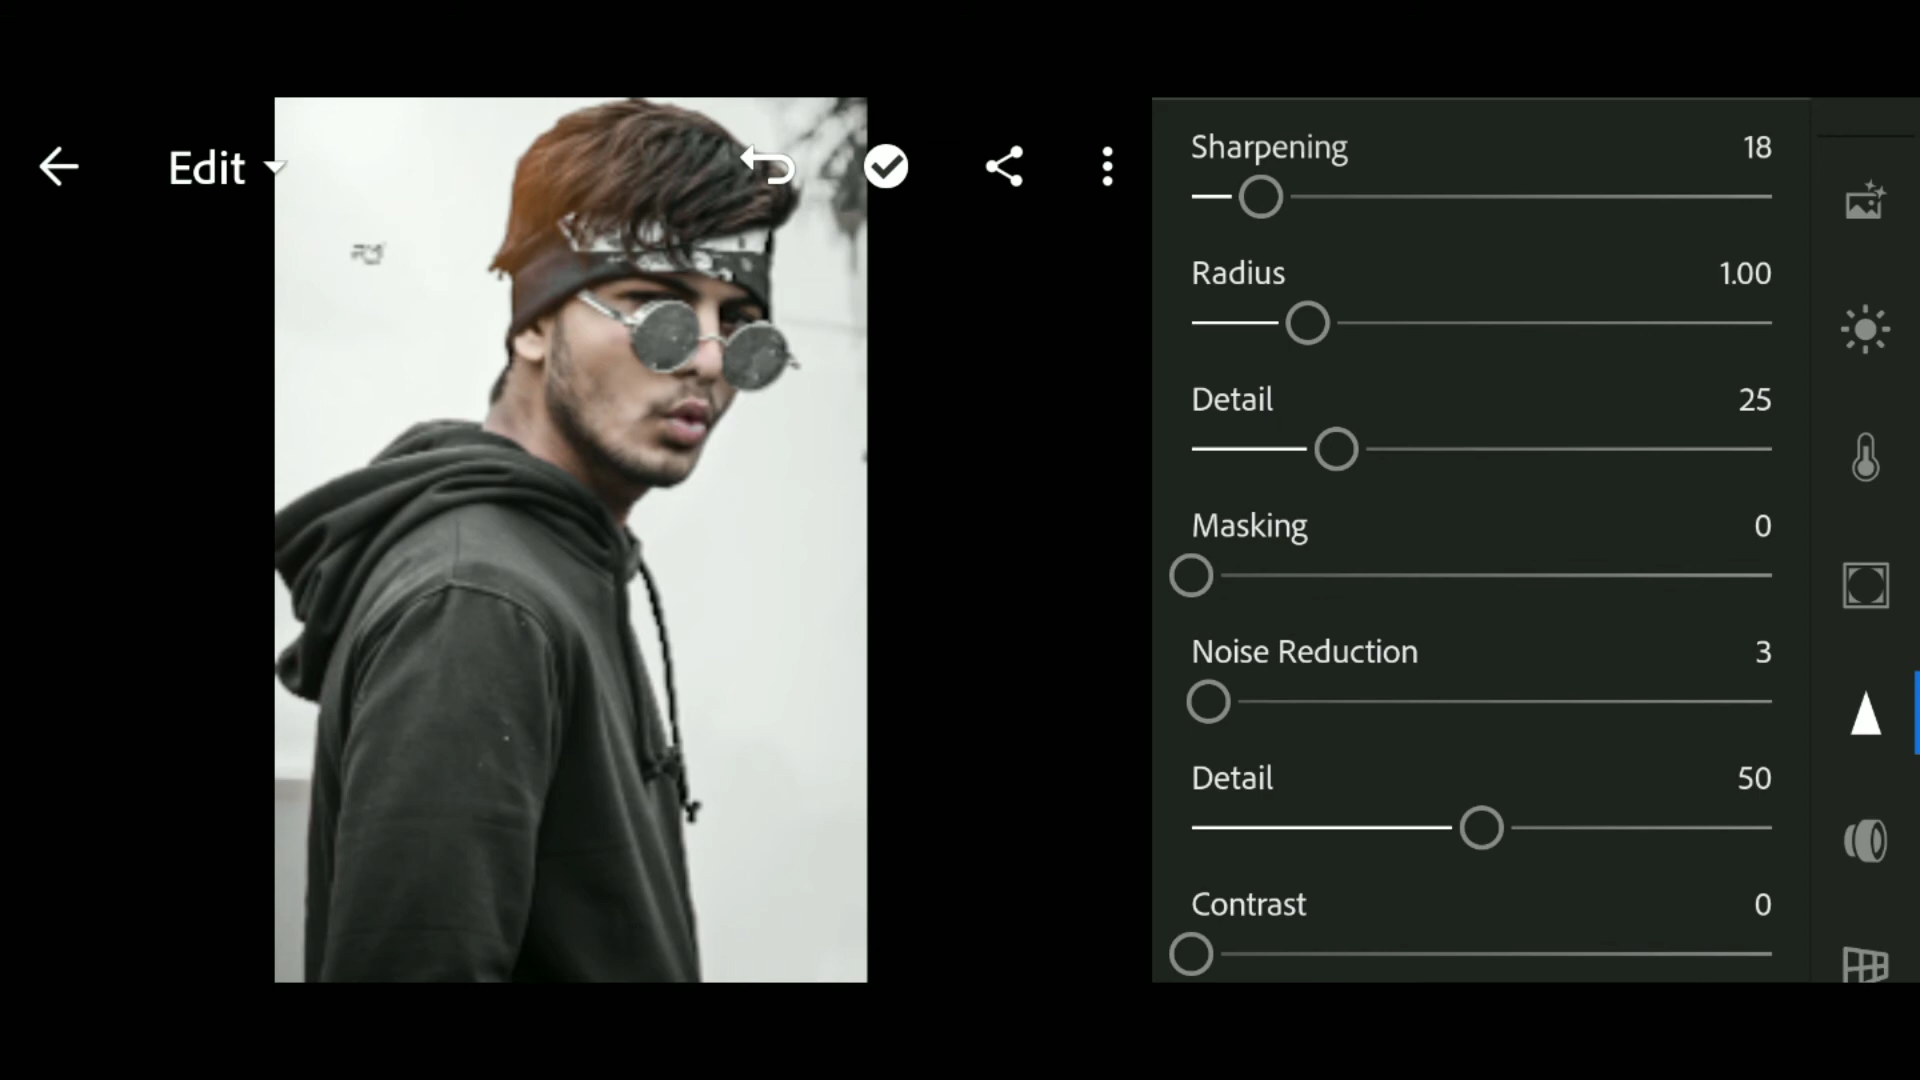 Edit
Sharpening 18
Radius 1.00
Detail 25
Masking 0
Noise Reduction 3
Detail 50
Contrast 0